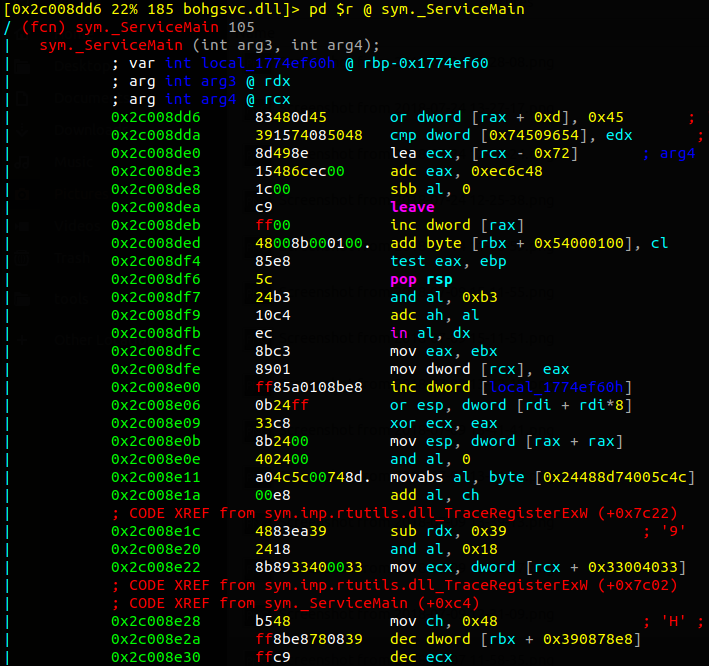 [0x2c008dd6 22% 185 bohgsvc.dll]> pd $r @ sym._ServiceMain
/ (fcn) sym._ServiceMain 105
|   sym._ServiceMain (int arg3, int arg4);
|           ; var int local_1774ef60h @ rbp-0x1774ef60
|           ; arg int arg3 @ rdx
|           ; arg int arg4 @ rcx
|           0x2c008dd6      83480d45       or dword [rax + 0xd], 0x45       ;
|           0x2c008dda      391574085048   cmp dword [0x74509654], edx       ;
|           0x2c008de0      8d498e         lea ecx, [rcx - 0x72]       ; arg4
|           0x2c008de3      15486cec00     adc eax, 0xec6c48
|           0x2c008de8      1c00           sbb al, 0
|           0x2c008dea      c9             leave
|           0x2c008deb      ff00           inc dword [rax]
|           0x2c008ded      48008b000100.  add byte [rbx + 0x54000100], cl
|           0x2c008df4      85e8           test eax, ebp
|           0x2c008df6      5c             pop rsp
|           0x2c008df7      24b3           and al, 0xb3
|           0x2c008df9      10c4           adc ah, al
|           0x2c008dfb      ec             in al, dx
|           0x2c008dfc      8bc3           mov eax, ebx
|           0x2c008dfe      8901           mov dword [rcx], eax
|           0x2c008e00      ff85a0108be8   inc dword [local_1774ef60h]
|           0x2c008e06      0b24ff         or esp, dword [rdi + rdi*8]
|           0x2c008e09      33c8           xor ecx, eax
|           0x2c008e0b      8b2400         mov esp, dword [rax + rax]
|           0x2c008e0e      402400         and al, 0
|           0x2c008e11      a04c5c00748d.  movabs al, byte [0x24488d74005c4c]
|           0x2c008e1a      00e8           add al, ch
|           ; CODE XREF from sym.imp.rtutils.dll_TraceRegisterExW (+0x7c22)
|           0x2c008e1c      4883ea39       sub rdx, 0x39       ; '9'
|           0x2c008e20      2418           and al, 0x18
|           0x2c008e22      8b8933400033   mov ecx, dword [rcx + 0x33004033]
|           ; CODE XREF from sym.imp.rtutils.dll_TraceRegisterExW (+0x7c02)
|           ; CODE XREF from sym._ServiceMain (+0xc4)
|           0x2c008e28      b548           mov ch, 0x48       ; 'H' ;
|           0x2c008e2a      ff8be8780839   dec dword [rbx + 0x390878e8]
|           0x2c008e30      ffc9           dec ecx